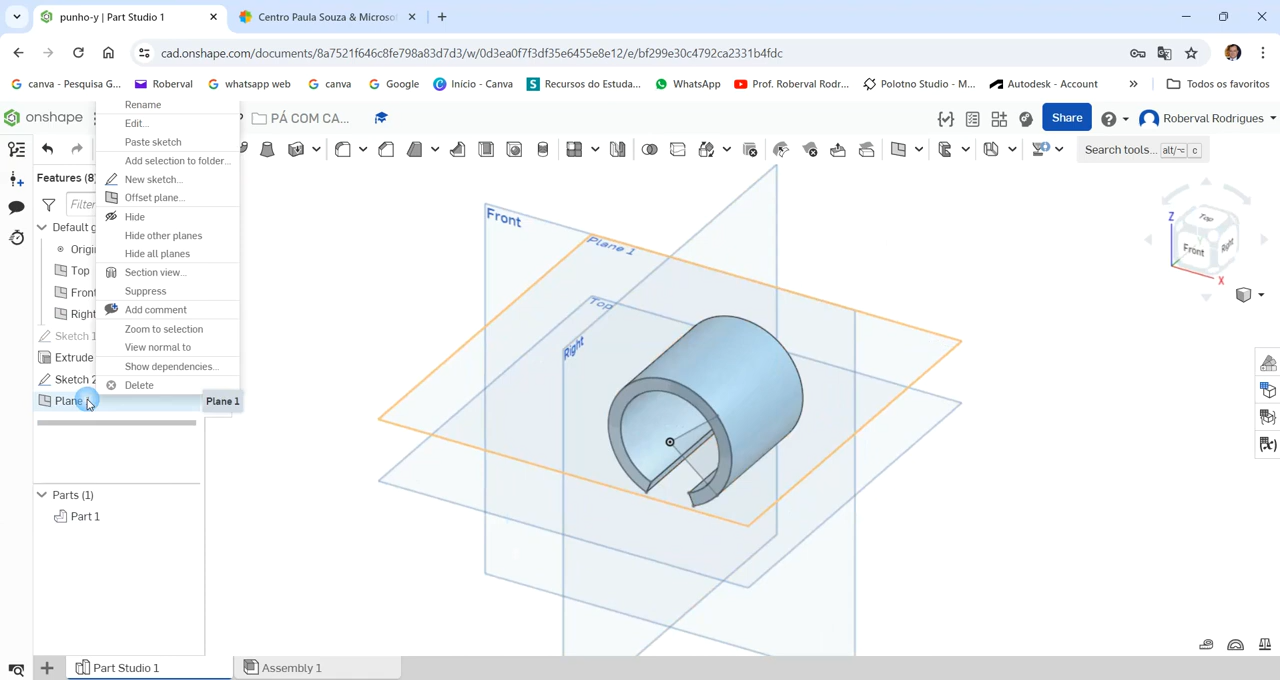 punho-y | Part Studio 1
Centro Paula Souza & Microsof
cad.onshape.com/documents/8a7521f646c8fe798a83d7d3/w/0d3ea0f7f3df35e6455e8e12/e/bf299e30c4792ca2331b4fdc
canva - Pesquisa G...
Roberval
whatsapp web
canva
Google
Início - Canva
Recursos do Estuda...
WhatsApp
Prof. Roberval Rodr...
Polotno Studio - M...
Autodesk - Account
Todos os favoritos
onshape
PÁ COM CA...
Share
Roberval Rodrigues
Search tools... alt/⌥ c
Features (8)
Filter
Default g
Origi
Top
Front
Right
Sketch 1
Extrude
Sketch 2
Plane 1
Parts (1)
Part 1
Rename
Edit...
Paste sketch
Add selection to folder...
New sketch...
Offset plane...
Hide
Hide other planes
Hide all planes
Section view...
Suppress
Add comment
Zoom to selection
View normal to
Show dependencies...
Delete
Plane 1
Front
Plane 1
Top
Right
Z
Top
Front
Right
X
Part Studio 1
Assembly 1